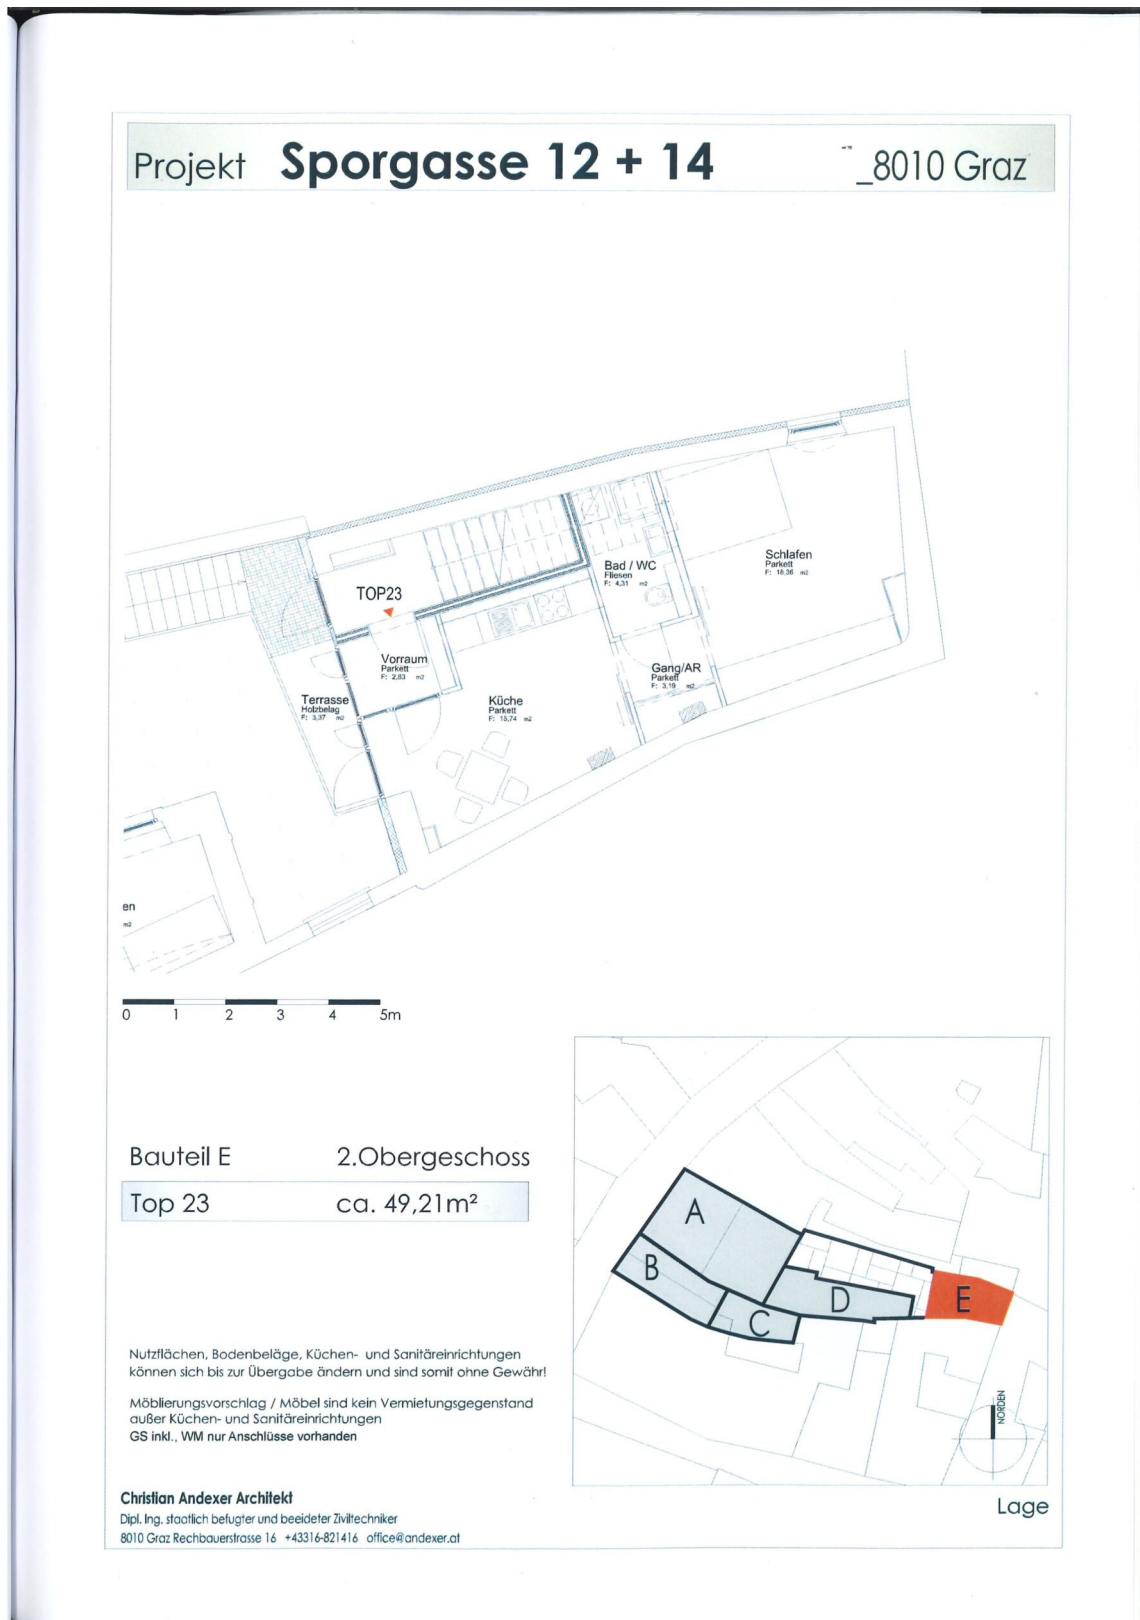 Projekt Sporgasse 12 + 14 _8010 Graz
Schlafen
Parkett
F: 18,36 m2
Bad / WC
Fliesen
F: 4,31 m2
TOP23
Vorraum
Parkett
F: 2,83 m2
Gang/AR
Parkett
F: 3,19 m2
Terrasse
Holzbelag
F: 3,37 m2
Küche
Parkett
F: 15,74 m2
en
m2
0 1 2 3 4 5m
Bauteil E 2.Obergeschoss
Top 23 ca. 49,21m²
A
B
C
D
E
NORDEN
Lage
Nutzflächen, Bodenbeläge, Küchen- und Sanitäreinrichtungen
können sich bis zur Übergabe ändern und sind somit ohne Gewähr!
Möblierungsvorschlag / Möbel sind kein Vermietungsgegenstand
außer Küchen- und Sanitäreinrichtungen
GS inkl., WM nur Anschlüsse vorhanden
Christian Andexer Architekt
Dipl. Ing. staatlich befugter und beeideter Ziviltechniker
8010 Graz Rechbauerstrasse 16 +43316-821416 office@andexer.at